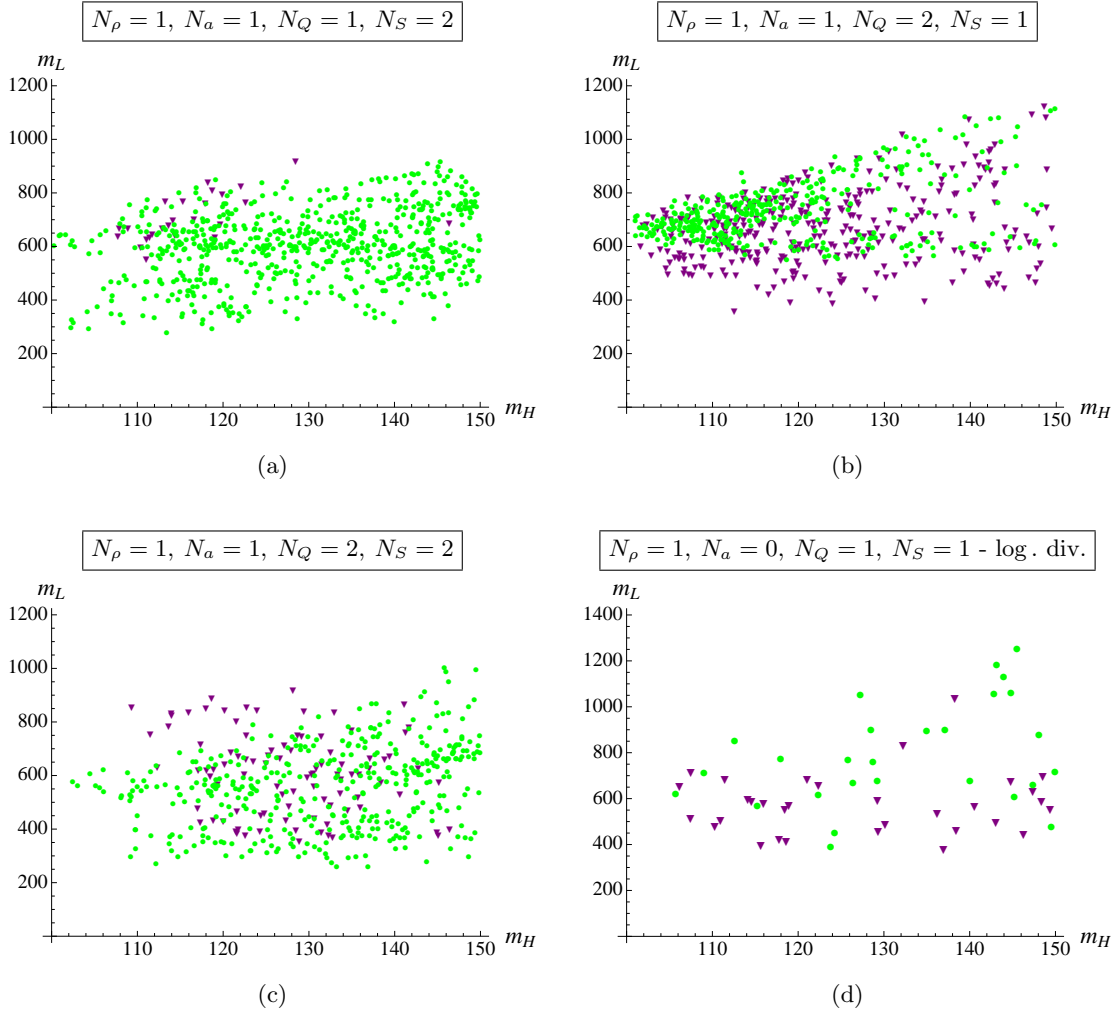 N_ρ = 1, N_a = 1, N_Q = 1, N_S = 2
m_L
1200
1000
800
600
400
200
110 120 130 140 150 m_H
(a)
N_ρ = 1, N_a = 1, N_Q = 2, N_S = 1
m_L
1200
1000
800
600
400
200
110 120 130 140 150 m_H
(b)
N_ρ = 1, N_a = 1, N_Q = 2, N_S = 2
m_L
1200
1000
800
600
400
200
110 120 130 140 150 m_H
(c)
N_ρ = 1, N_a = 0, N_Q = 1, N_S = 1 - log. div.
m_L
1400
1200
1000
800
600
400
200
110 120 130 140 150 m_H
(d)